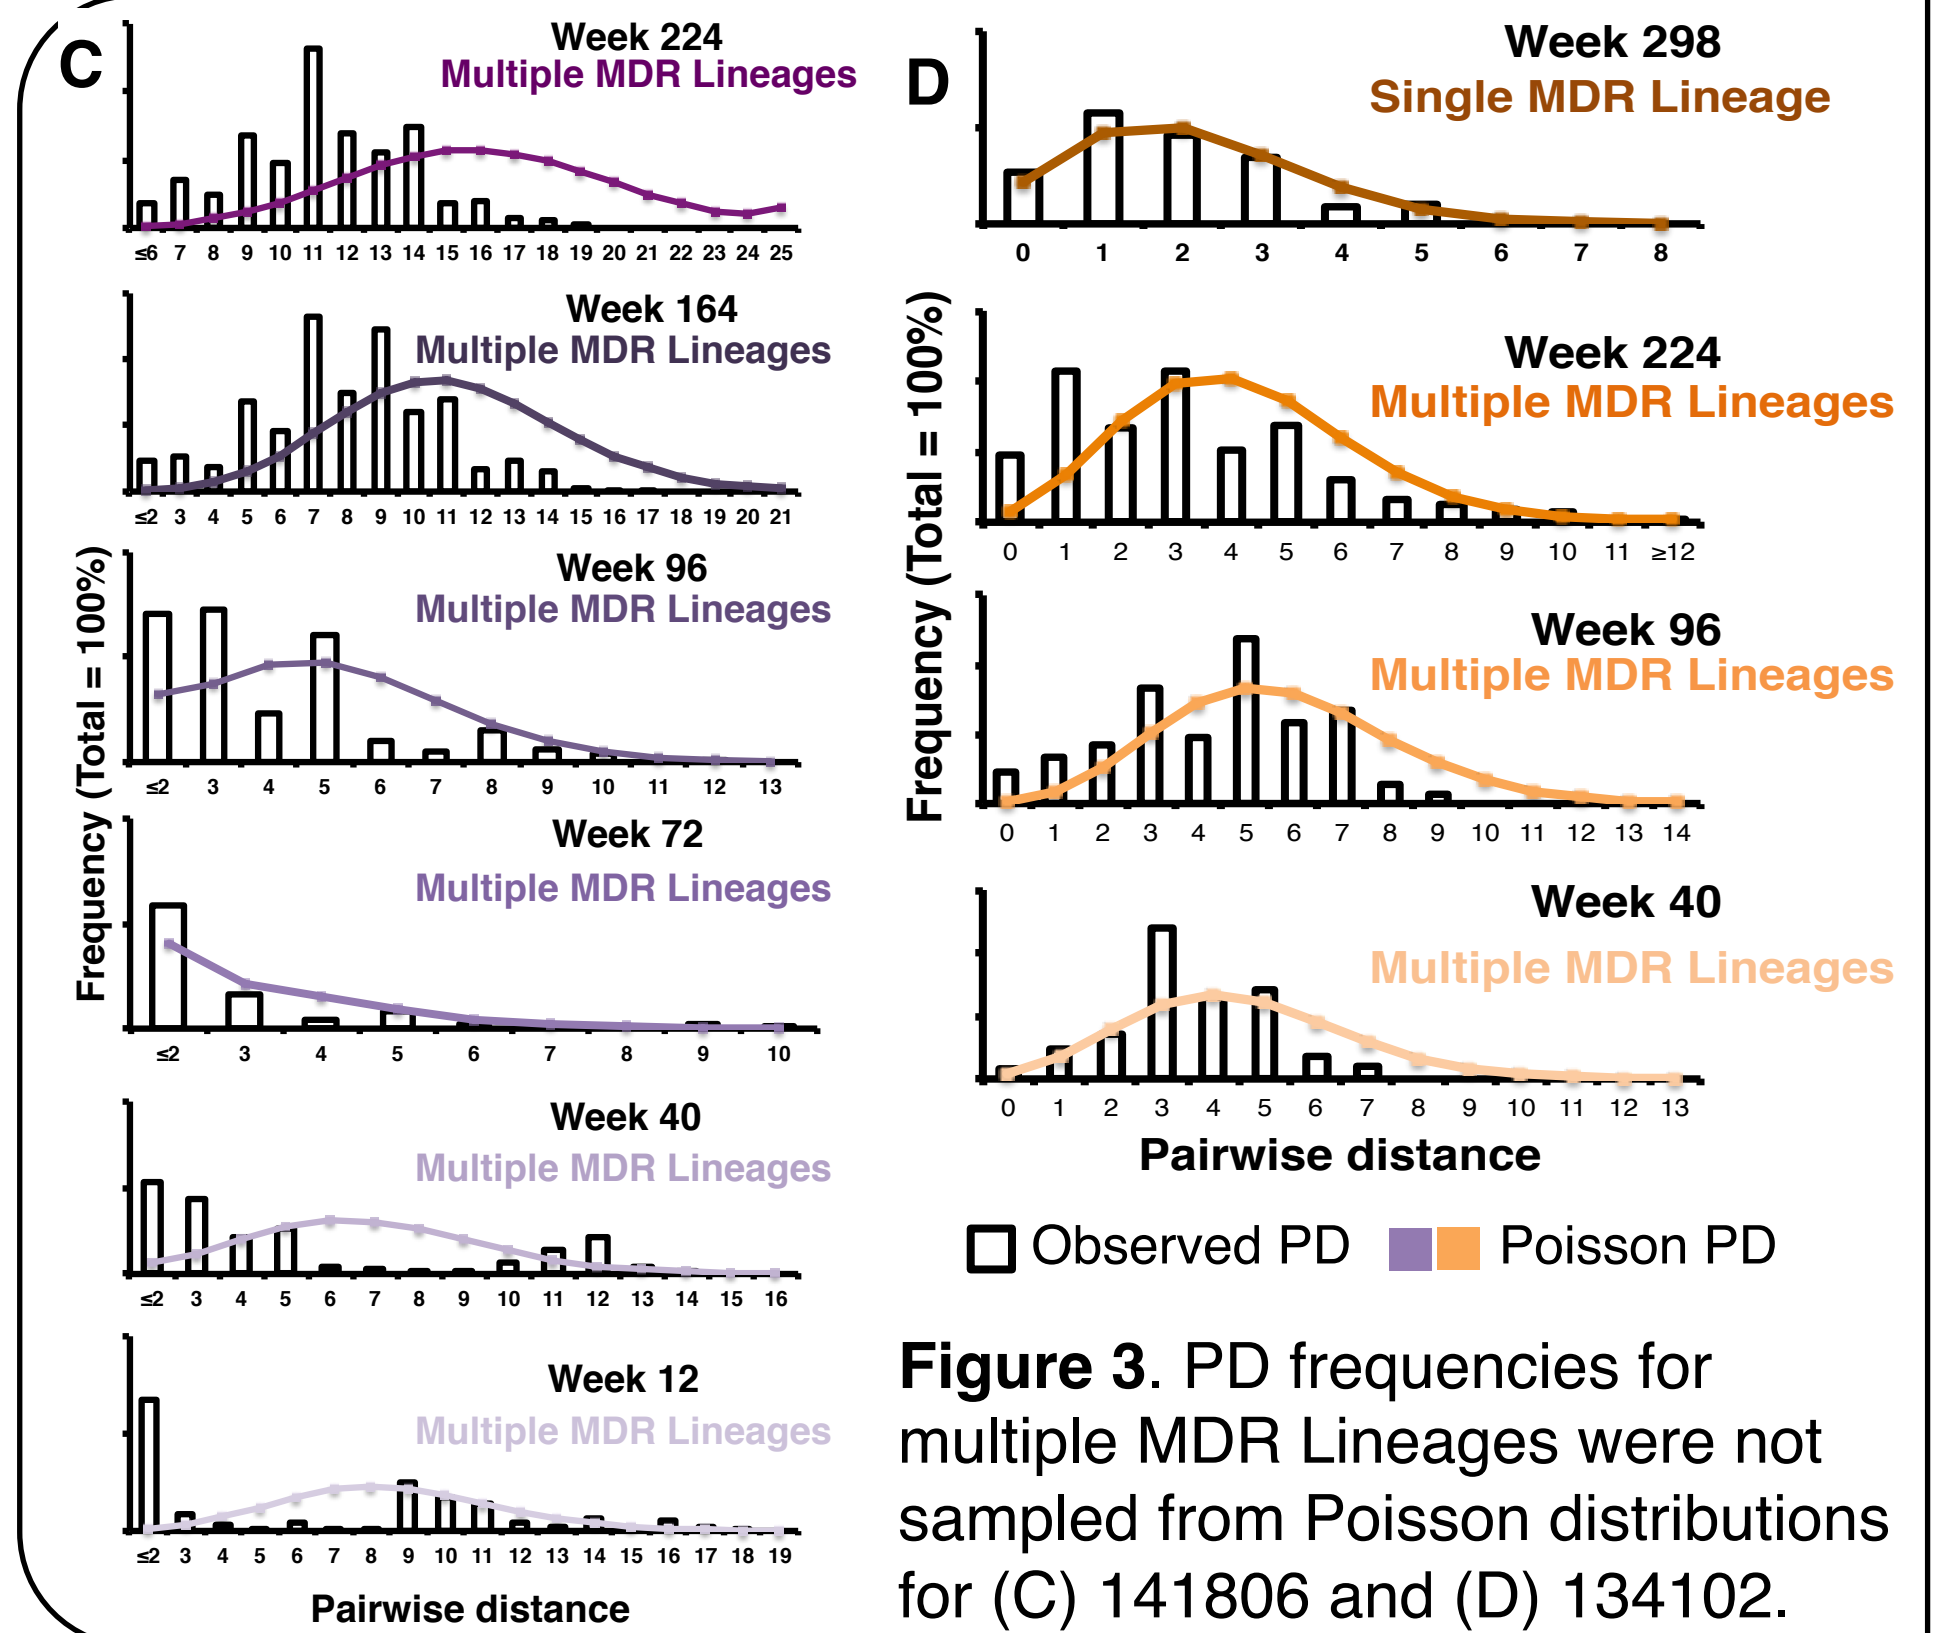 C
Week 224
Multiple MDR Lineages
≤6 7 8 9 10 11 12 13 14 15 16 17 18 19 20 21 22 23 24 25
Week 164
Multiple MDR Lineages
≤2 3 4 5 6 7 8 9 10 11 12 13 14 15 16 17 18 19 20 21
Frequency (Total = 100%)
Week 96
Multiple MDR Lineages
≤2 3 4 5 6 7 8 9 10 11 12 13
Week 72
Multiple MDR Lineages
≤2 3 4 5 6 7 8 9 10
Week 40
Multiple MDR Lineages
≤2 3 4 5 6 7 8 9 10 11 12 13 14 15 16
Week 12
Multiple MDR Lineages
≤2 3 4 5 6 7 8 9 10 11 12 13 14 15 16 17 18 19
Pairwise distance
D
Week 298
Single MDR Lineage
0 1 2 3 4 5 6 7 8
Frequency (Total = 100%)
Week 224
Multiple MDR Lineages
0 1 2 3 4 5 6 7 8 9 10 11 ≥12
Week 96
Multiple MDR Lineages
0 1 2 3 4 5 6 7 8 9 10 11 12 13 14
Week 40
Multiple MDR Lineages
0 1 2 3 4 5 6 7 8 9 10 11 12 13
Pairwise distance
Observed PD Poisson PD
Figure 3. PD frequencies for
multiple MDR Lineages were not
sampled from Poisson distributions
for (C) 141806 and (D) 134102.